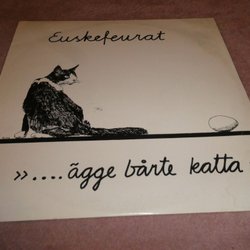 Euskefeurat
»....ägge bårte katta